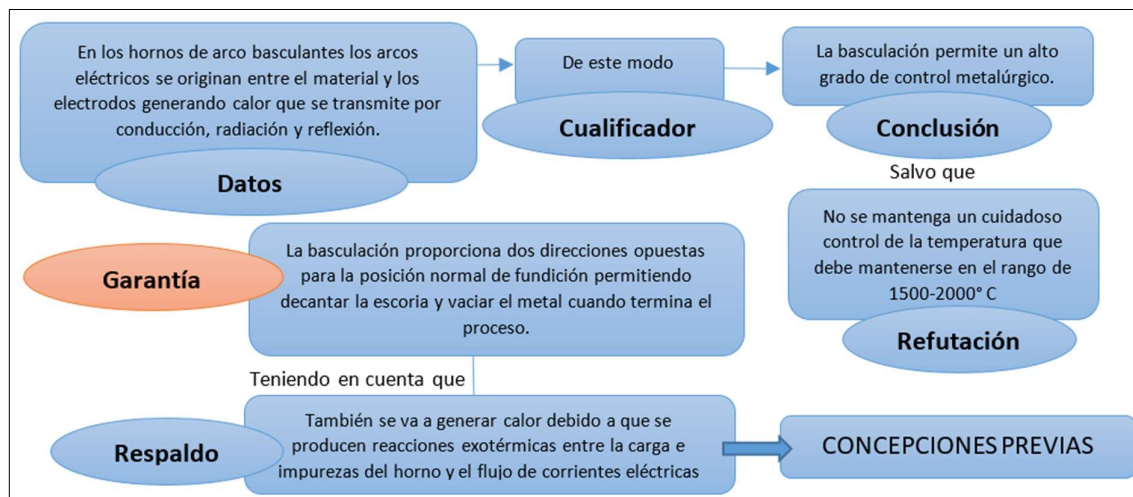 En los hornos de arco basculantes los arcos
eléctricos se originan entre el material y los
electrodos generando calor que se transmite por
conducción, radiación y reflexión.
Datos
De este modo
Cualificador
La basculación permite un alto
grado de control metalúrgico.
Conclusión
Salvo que
No se mantenga un cuidadoso
control de la temperatura que
debe mantenerse en el rango de
1500-2000° C
Refutación
Garantía
La basculación proporciona dos direcciones opuestas
para la posición normal de fundición permitiendo
decantar la escoria y vaciar el metal cuando termina el
proceso.
Teniendo en cuenta que
Respaldo
También se va a generar calor debido a que se
producen reacciones exotérmicas entre la carga e
impurezas del horno y el flujo de corrientes eléctricas
CONCEPCIONES PREVIAS